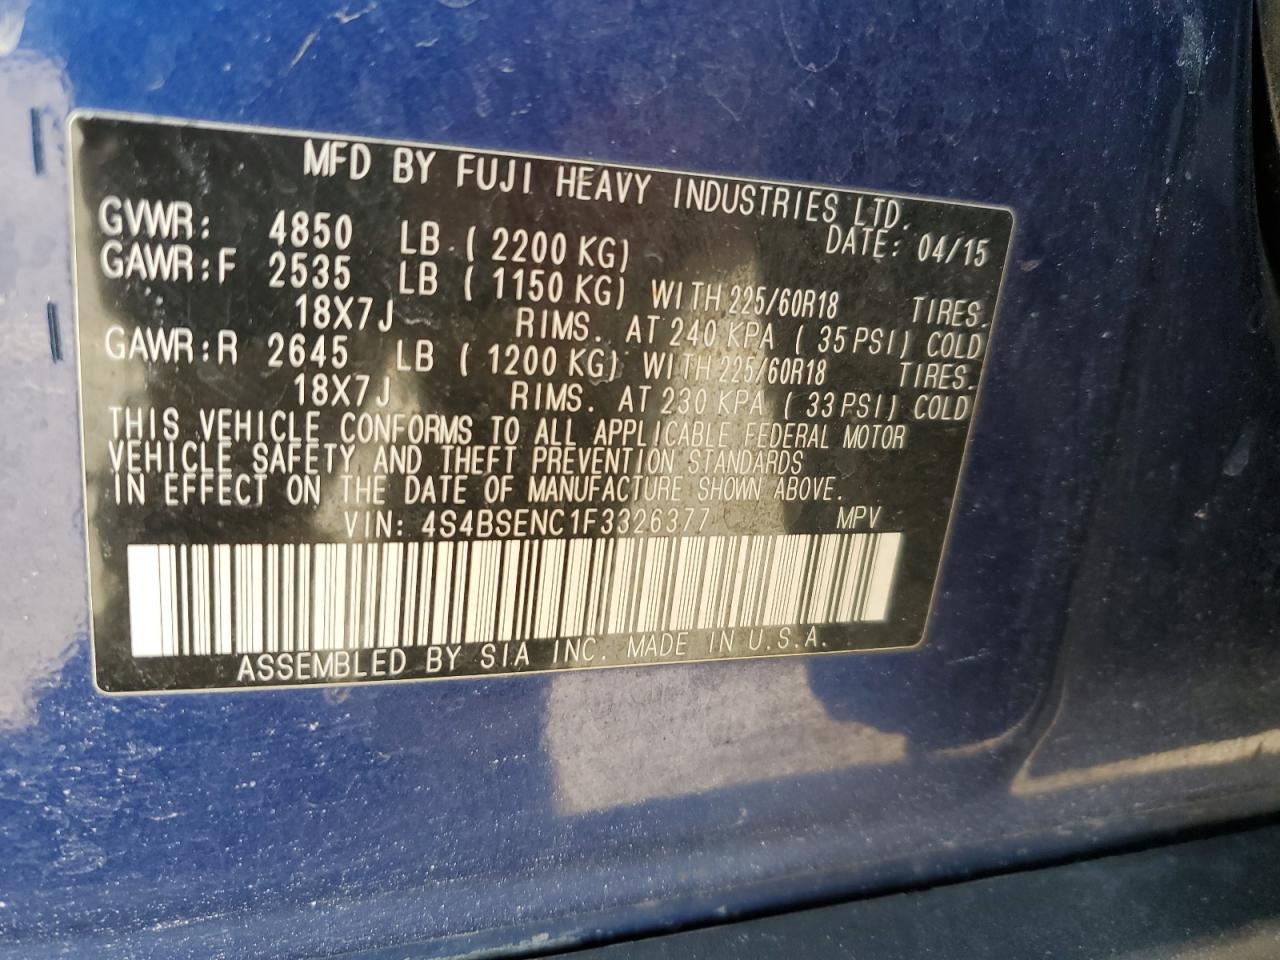 MFD BY FUJI HEAVY INDUSTRIES LTD.
DATE: 04/15
GVWR: 4850 LB (2200 KG)
GAWR:F 2535 LB (1150 KG) WITH 225/60R18 TIRES.
18X7J RIMS. AT 240 KPA (35 PSI) COLD
GAWR:R 2645 LB (1200 KG) WITH 225/60R18 TIRES.
18X7J RIMS. AT 230 KPA (33 PSI) COLD
THIS VEHICLE CONFORMS TO ALL APPLICABLE FEDERAL MOTOR
VEHICLE SAFETY AND THEFT PREVENTION STANDARDS
IN EFFECT ON THE DATE OF MANUFACTURE SHOWN ABOVE.
VIN: 4S4BSENC1F3326377 MPV
ASSEMBLED BY SIA INC. MADE IN U.S.A.